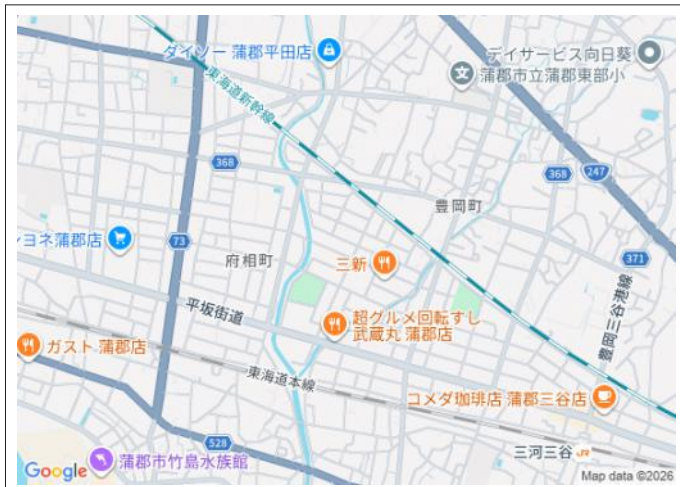 ダイソー 蒲郡平田店
デイサービス向日葵
蒲郡市立蒲郡東部小
東海道新幹線
368
368
247
豊岡町
ンヨネ蒲郡店
73
府相町
三新
371
豊岡三谷港線
平坂街道
超グルメ回転すし
武蔵丸 蒲郡店
ガスト 蒲郡店
東海道本線
コメダ珈琲店 蒲郡三谷店
528
三河三谷 JR
蒲郡市竹島水族館
Google
Map data ©2026